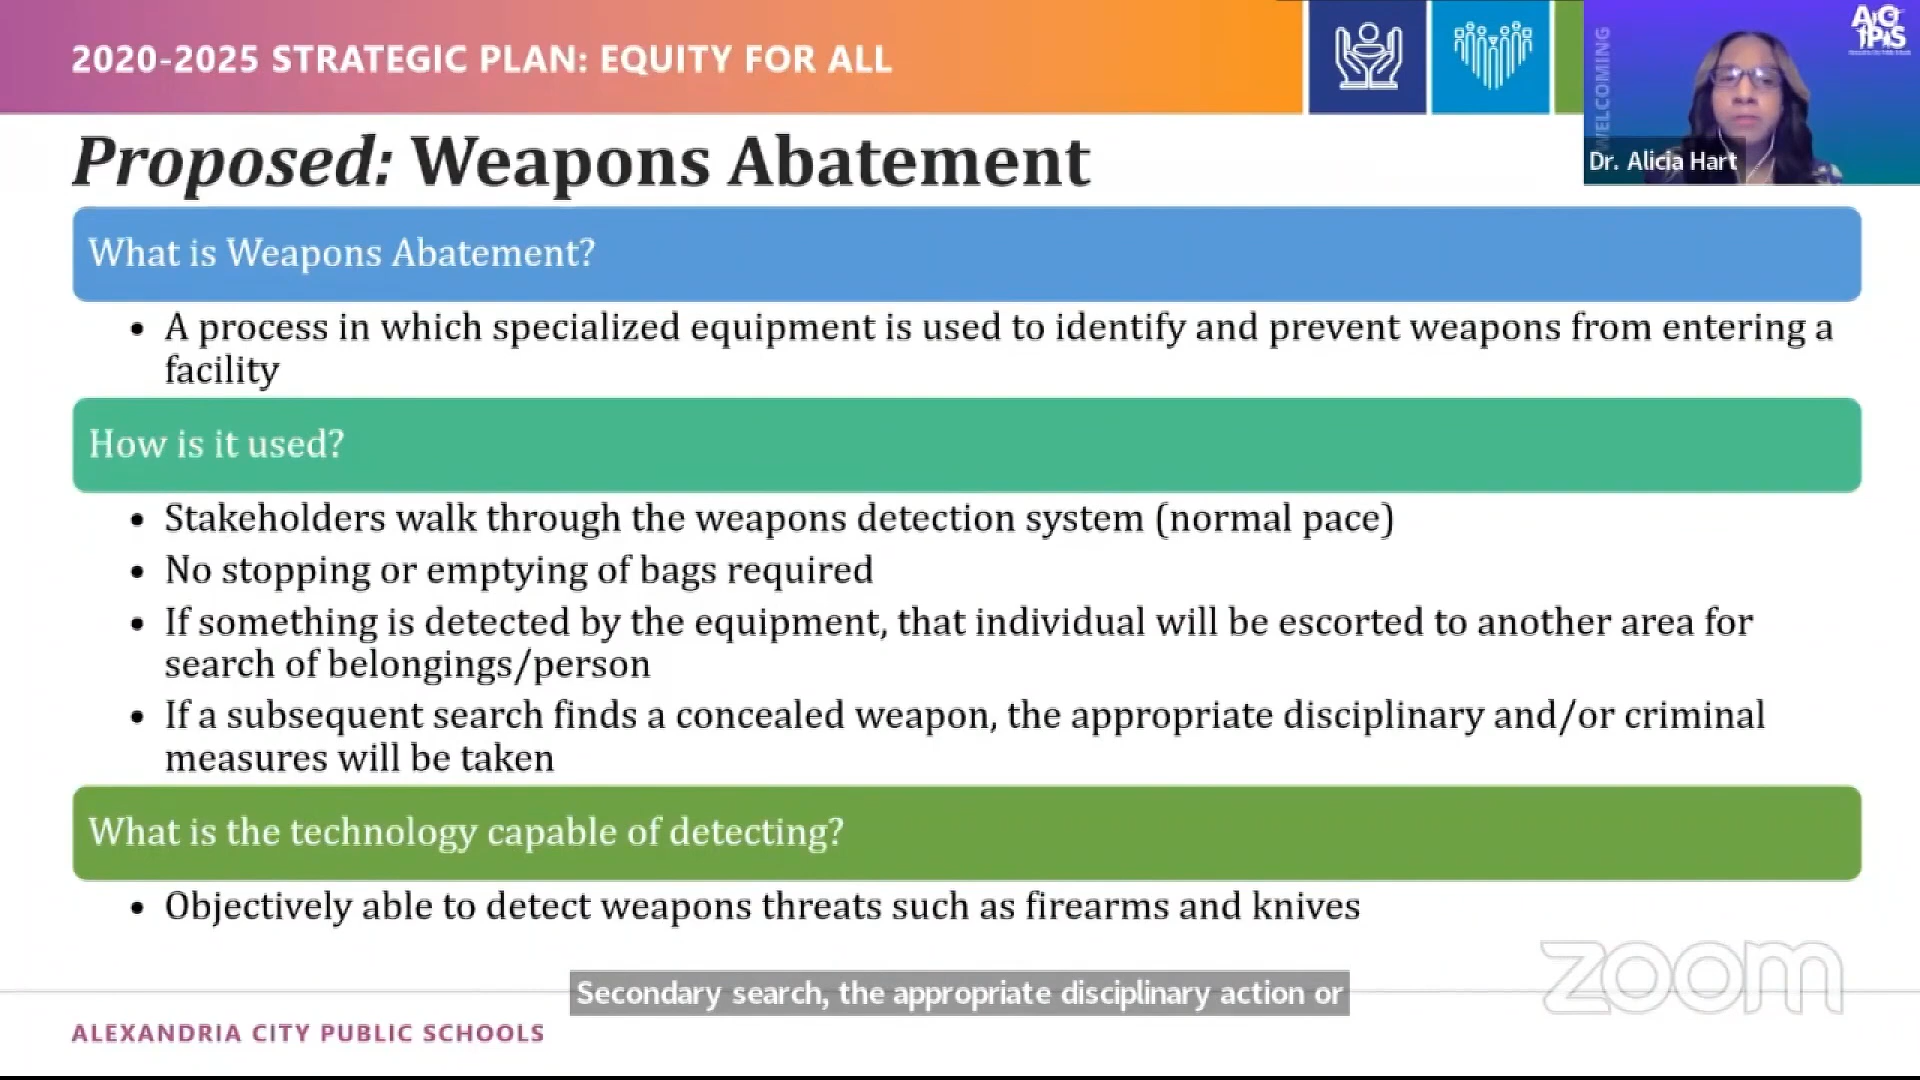 2020-2025 STRATEGIC PLAN: EQUITY FOR ALL
WELCOMING
Dr. Alicia Hart
Proposed: Weapons Abatement
What is Weapons Abatement?
• A process in which specialized equipment is used to identify and prevent weapons from entering a
facility
How is it used?
• Stakeholders walk through the weapons detection system (normal pace)
• No stopping or emptying of bags required
• If something is detected by the equipment, that individual will be escorted to another area for
search of belongings/person
• If a subsequent search finds a concealed weapon, the appropriate disciplinary and/or criminal
measures will be taken
What is the technology capable of detecting?
• Objectively able to detect weapons threats such as firearms and knives
zoom
Secondary search, the appropriate disciplinary action or
ALEXANDRIA CITY PUBLIC SCHOOLS